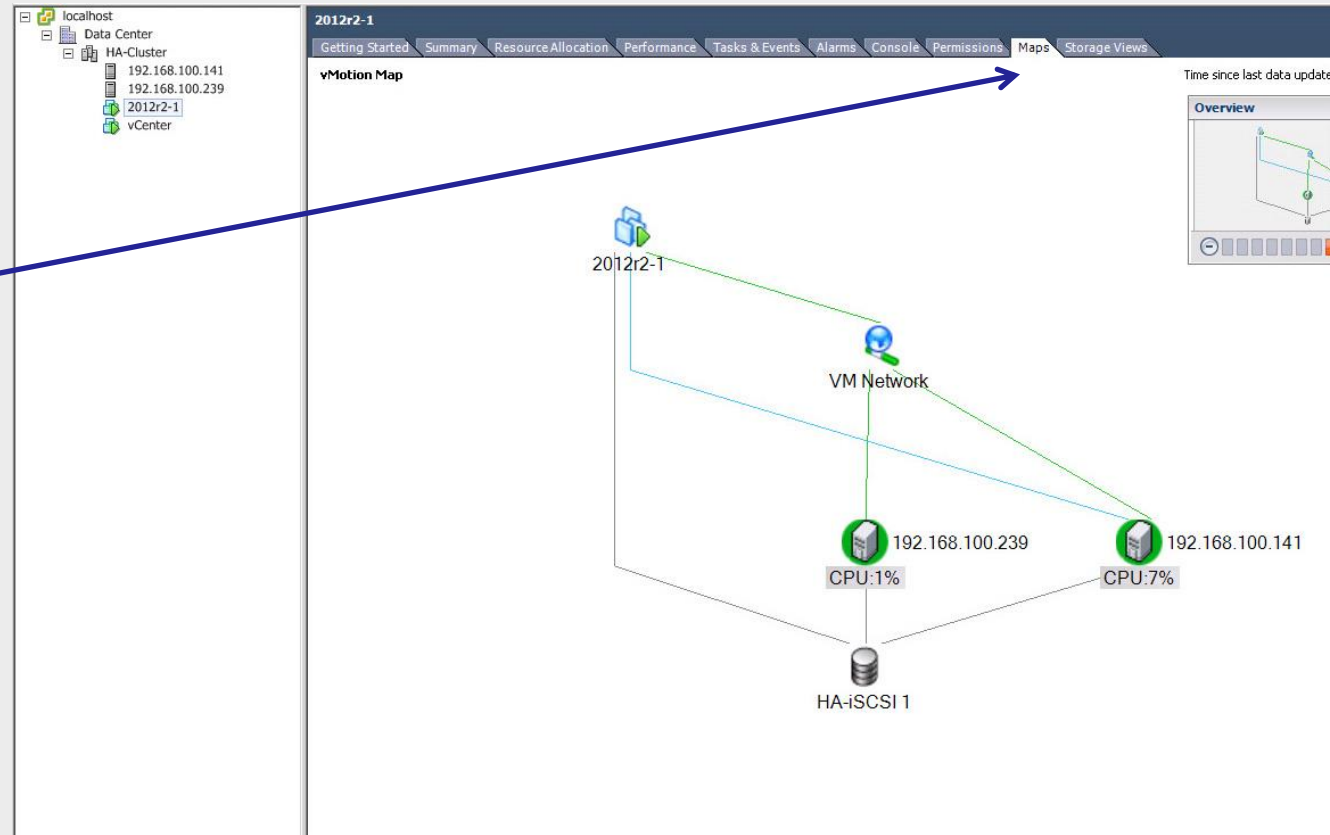 localhost
Data Center
HA-Cluster
192.168.100.141
192.168.100.239
2012r2-1
vCenter
2012r2-1
Getting Started Summary Resource Allocation Performance Tasks & Events Alarms Console Permissions Maps Storage Views
vMotion Map
Time since last data update
Overview
2012r2-1
VM Network
192.168.100.239
192.168.100.141
CPU:1%
CPU:7%
HA-iSCSI 1